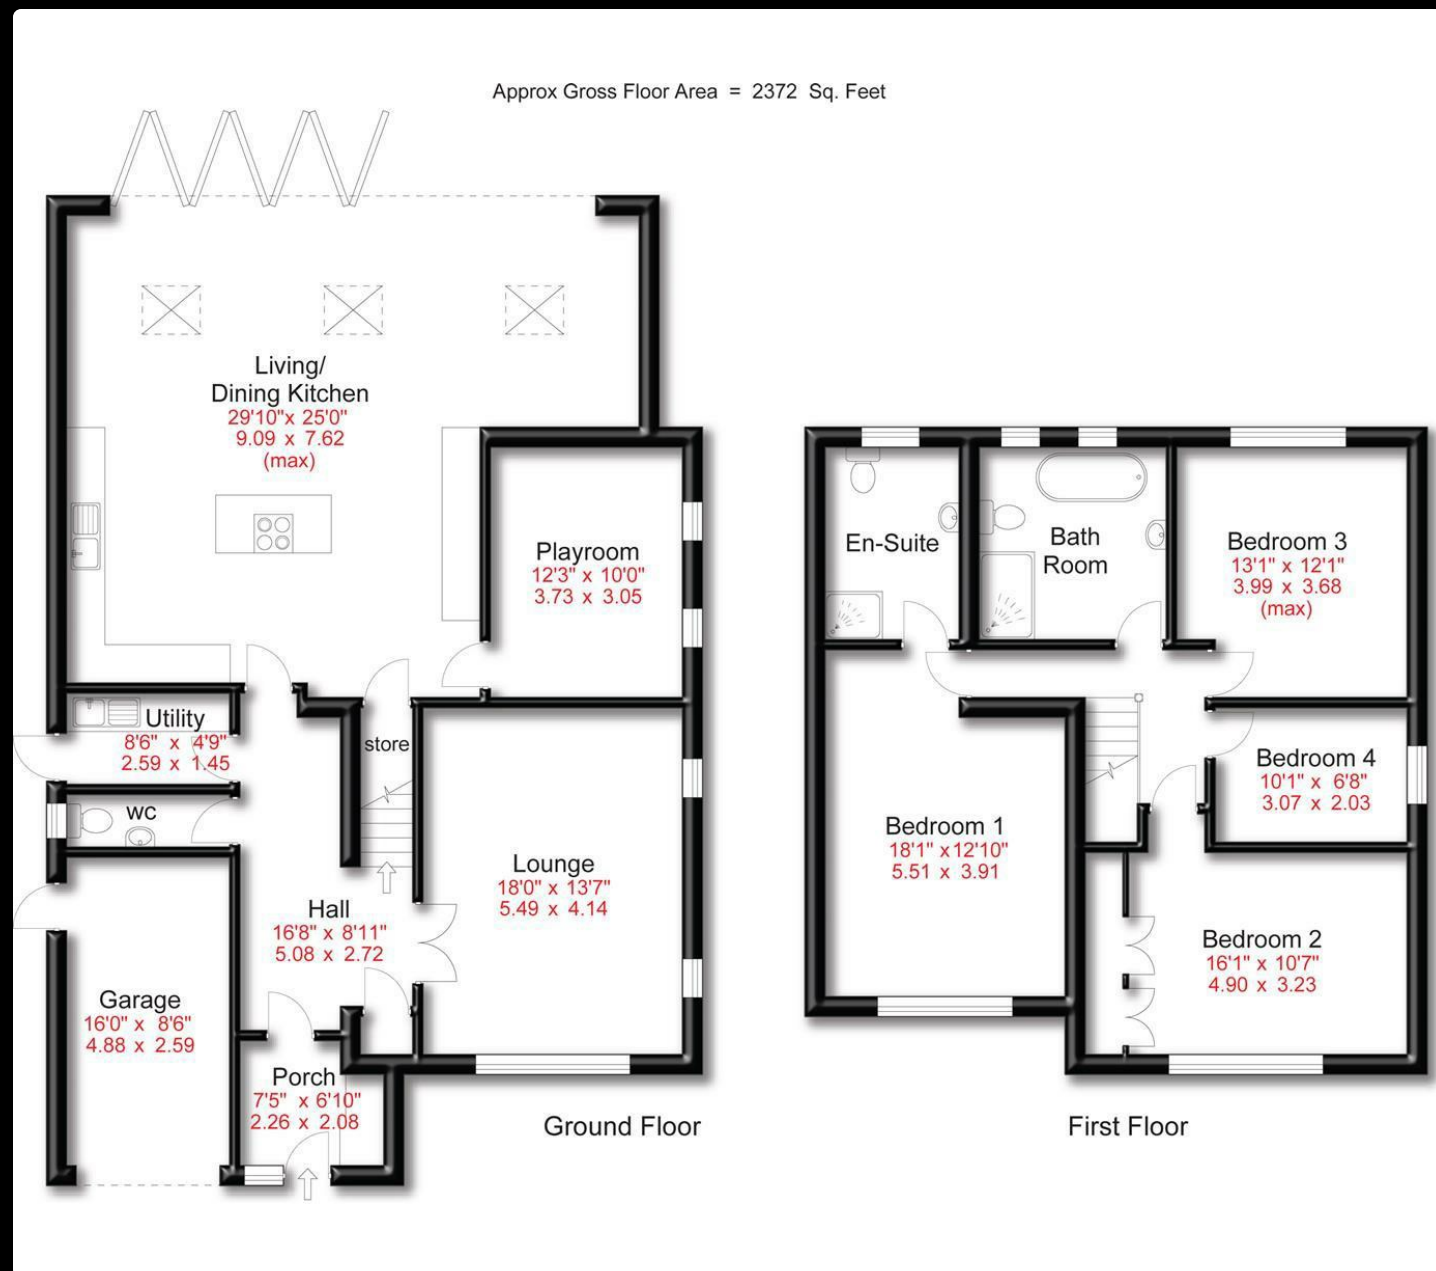 Approx Gross Floor Area = 2372 Sq. Feet
Living/
Dining Kitchen
29'10"x 25'0"
9.09 x 7.62
(max)
Playroom
12'3" x 10'0"
3.73 x 3.05
Utility
8'6" x 4'9"
2.59 x 1.45
store
wc
Lounge
18'0" x 13'7"
5.49 x 4.14
Hall
16'8" x 8'11"
5.08 x 2.72
Garage
16'0" x 8'6"
4.88 x 2.59
Porch
7'5" x 6'10"
2.26 x 2.08
Ground Floor
En-Suite
Bath
Room
Bedroom 3
13'1" x 12'1"
3.99 x 3.68
(max)
Bedroom 4
10'1" x 6'8"
3.07 x 2.03
Bedroom 1
18'1" x12'10"
5.51 x 3.91
Bedroom 2
16'1" x 10'7"
4.90 x 3.23
First Floor